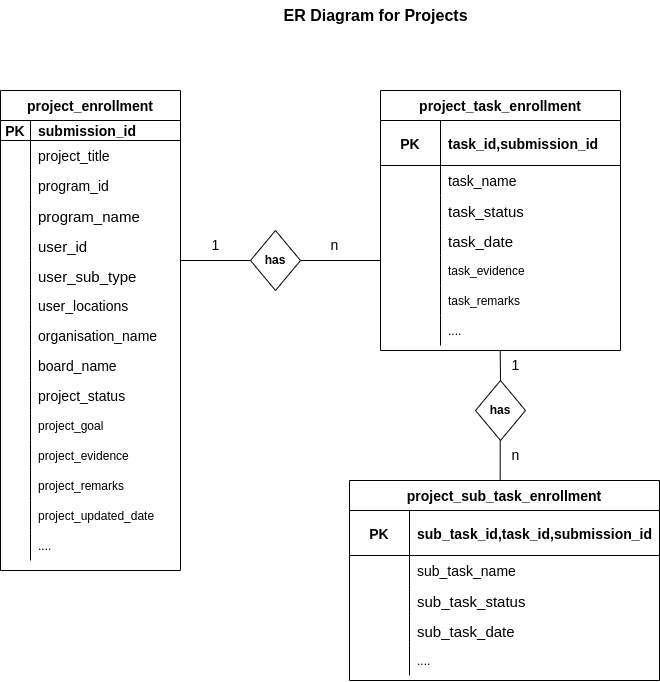 ER Diagram for Projects
project_enrollment
PK submission_id
project_title
program_id
program_name
user_id
user_sub_type
user_locations
organisation_name
board_name
project_status
project_goal
project_evidence
project_remarks
project_updated_date
....
1
has
n
project_task_enrollment
PK task_id,submission_id
task_name
task_status
task_date
task_evidence
task_remarks
....
1
has
n
project_sub_task_enrollment
PK sub_task_id,task_id,submission_id
sub_task_name
sub_task_status
sub_task_date
....